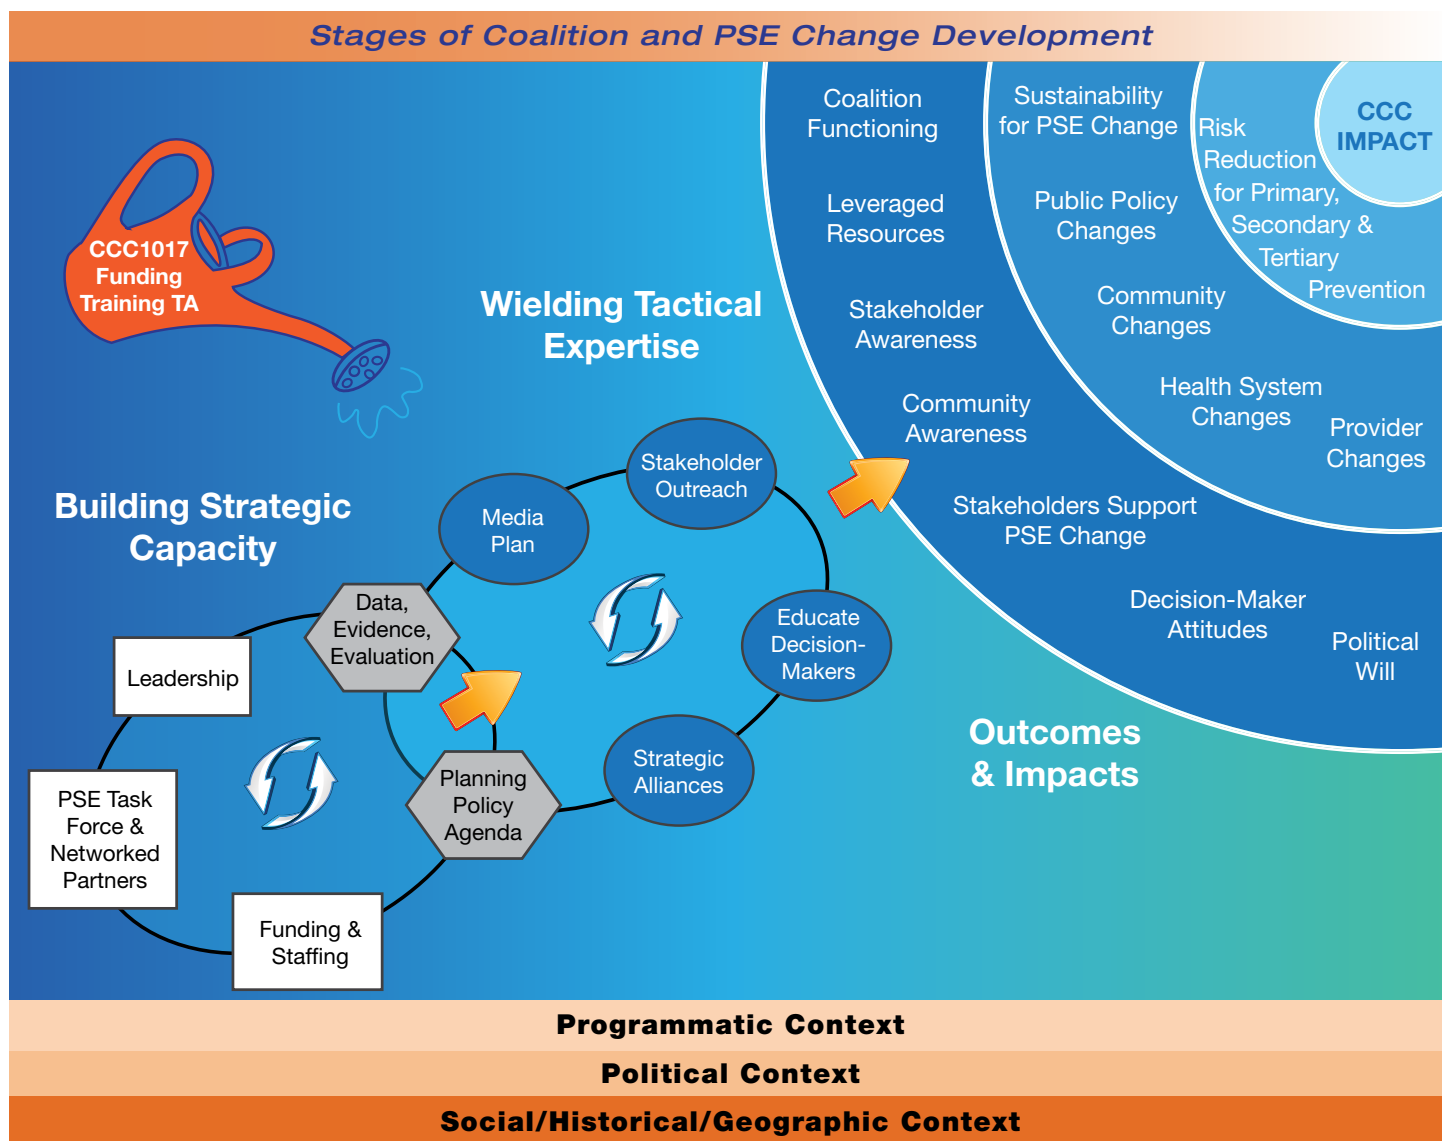 Stages of Coalition and PSE Change Development
CCC1017
Funding
Training TA
Building Strategic
Capacity
Leadership
PSE Task
Force &
Networked
Partners
Funding &
Staffing
Data,
Evidence,
Evaluation
Planning
Policy
Agenda
Wielding Tactical
Expertise
Media
Plan
Stakeholder
Outreach
Educate
Decision-
Makers
Strategic
Alliances
Outcomes
& Impacts
Coalition
Functioning
Leveraged
Resources
Stakeholder
Awareness
Community
Awareness
Stakeholders Support
PSE Change
Decision-Maker
Attitudes
Political
Will
Sustainability
for PSE Change
Public Policy
Changes
Community
Changes
Health System
Changes
Provider
Changes
Risk
Reduction
for Primary,
Secondary &
Tertiary
Prevention
CCC
IMPACT
Programmatic Context
Political Context
Social/Historical/Geographic Context